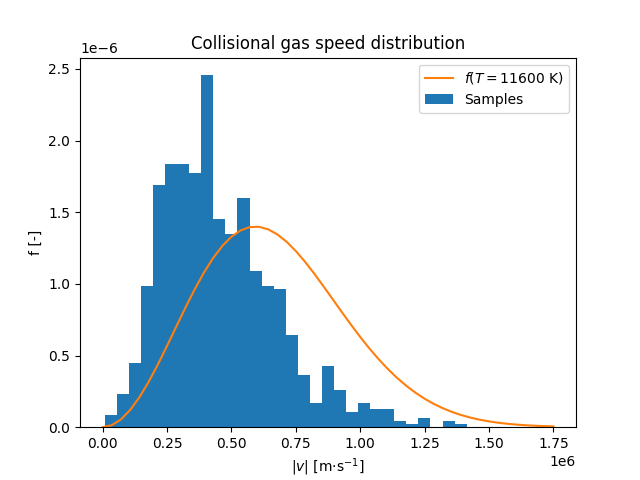 Collisional gas speed distribution
1e−6
f(T = 11600 K)
Samples
2.5
2.0
1.5
1.0
0.5
0.0
f [-]
0.00 0.25 0.50 0.75 1.00 1.25 1.50 1.75
1e6
|v| [m·s⁻¹]